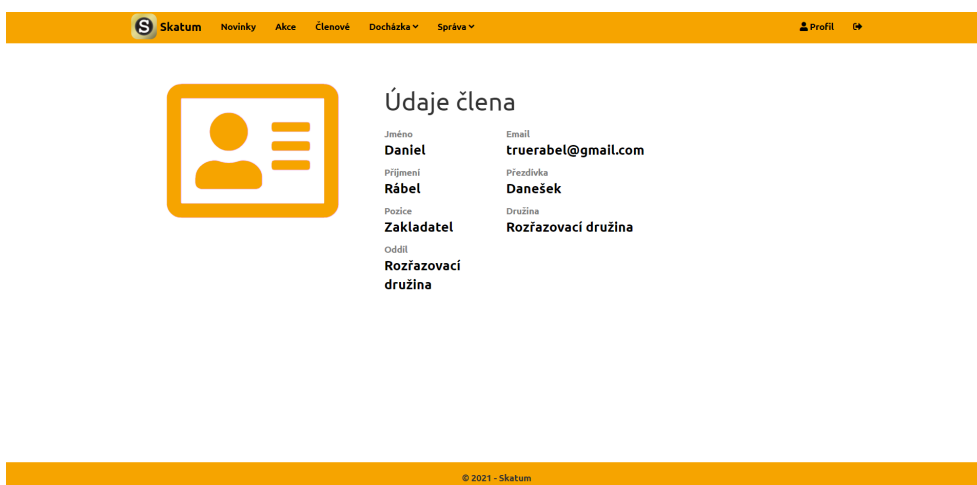 S Skatum Novinky Akce Členové Docházka Správa Profil
Údaje člena
Jméno Email
Daniel truerabel@gmail.com
Příjmení Přezdívka
Rábel Danešek
Pozice Družina
Zakladatel Rozřazovací družina
Oddíl
Rozřazovací
družina
© 2021 - Skatum